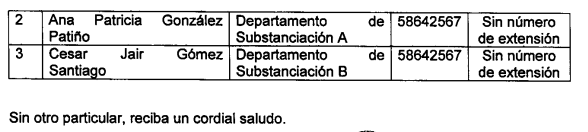 2 Ana Patricia González Departamento de 58642567 Sin número
Patiño Substanciación A de extensión
3 Cesar Jair Gómez Departamento de 58642567 Sin número
Santiago Substanciación B de extensión
Sin otro particular, reciba un cordial saludo.